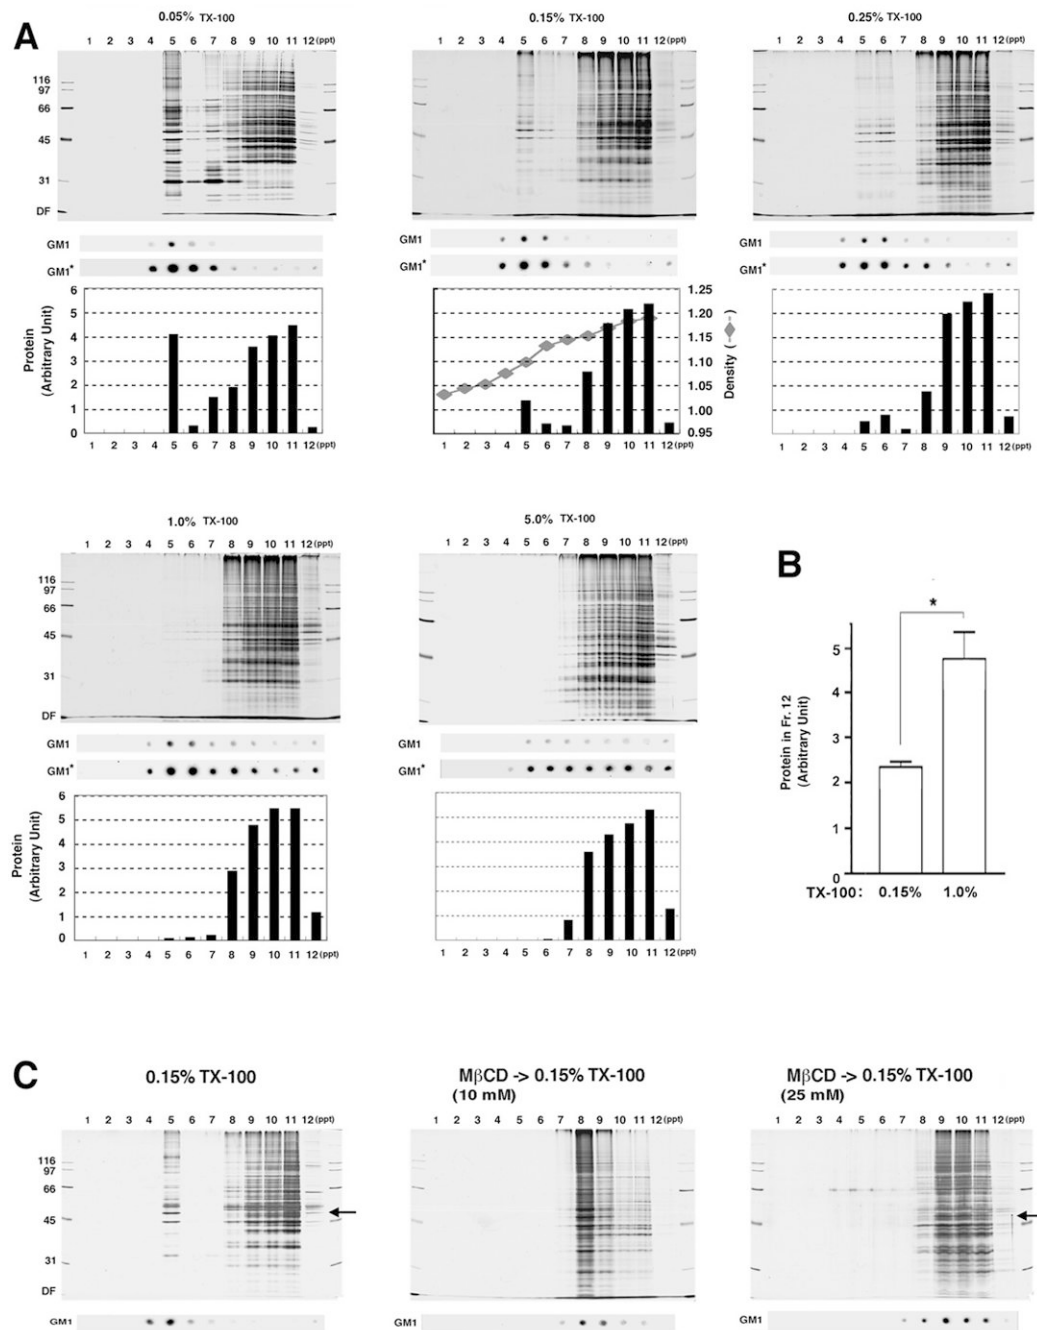 A
0.05% TX-100
1 2 3 4 5 6 7 8 9 10 11 12 (ppt)
116
97
66
45
31
DF
GM1
GM1*
Protein
(Arbitrary Unit)
6
5
4
3
2
1
0
1 2 3 4 5 6 7 8 9 10 11 12 (ppt)
0.15% TX-100
1 2 3 4 5 6 7 8 9 10 11 12 (ppt)
GM1
GM1*
1.25
1.20
1.15
1.10
1.05
1.00
0.95
Density ( )
1 2 3 4 5 6 7 8 9 10 11 12 (ppt)
0.25% TX-100
1 2 3 4 5 6 7 8 9 10 11 12 (ppt)
GM1
GM1*
1 2 3 4 5 6 7 8 9 10 11 12 (ppt)
1.0% TX-100
1 2 3 4 5 6 7 8 9 10 11 12 (ppt)
116
97
66
45
31
DF
GM1
GM1*
Protein
(Arbitrary Unit)
6
5
4
3
2
1
0
1 2 3 4 5 6 7 8 9 10 11 12 (ppt)
5.0% TX-100
1 2 3 4 5 6 7 8 9 10 11 12 (ppt)
GM1
GM1*
1 2 3 4 5 6 7 8 9 10 11 12 (ppt)
B
*
Protein in Fr. 12
(Arbitrary Unit)
5
4
3
2
1
0
TX-100: 0.15% 1.0%
C
0.15% TX-100
1 2 3 4 5 6 7 8 9 10 11 12 (ppt)
116
97
66
45
31
DF
GM1
MβCD -> 0.15% TX-100
(10 mM)
1 2 3 4 5 6 7 8 9 10 11 12 (ppt)
GM1
MβCD -> 0.15% TX-100
(25 mM)
1 2 3 4 5 6 7 8 9 10 11 12 (ppt)
GM1